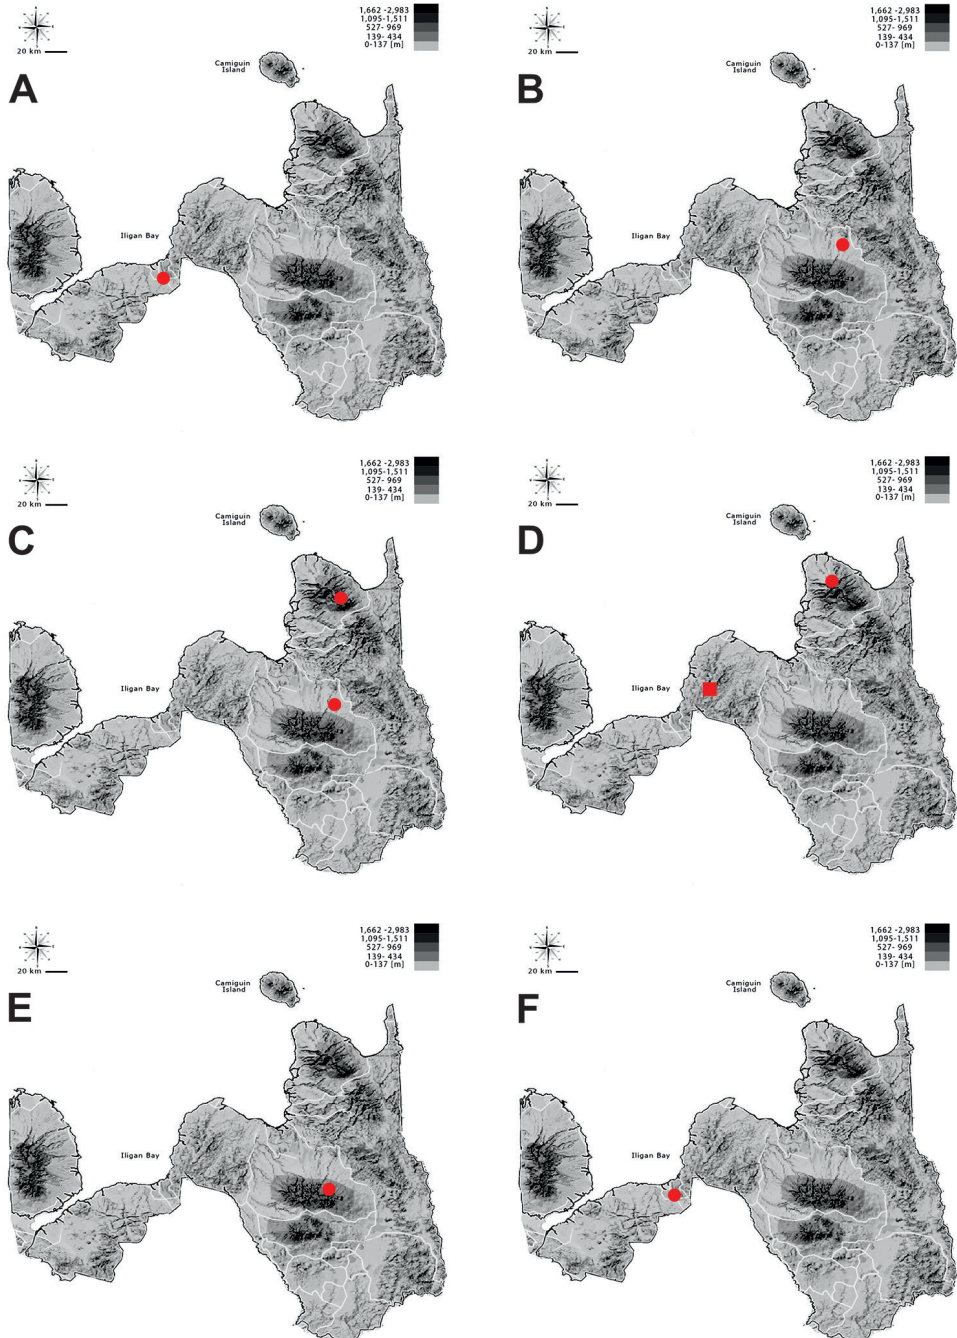 A
20 km
1,662 -2,983
1,095-1,511
527- 969
139- 434
0-137 [m]
Camiguin
Island
Iligan Bay
B
20 km
1,662 -2,983
1,095-1,511
527- 969
139- 434
0-137 [m]
Camiguin
Island
Iligan Bay
C
20 km
1,662 -2,983
1,095-1,511
527- 969
139- 434
0-137 [m]
Camiguin
Island
Iligan Bay
D
20 km
1,662 -2,983
1,095-1,511
527- 969
139- 434
0-137 [m]
Camiguin
Island
Iligan Bay
E
20 km
1,662 -2,983
1,095-1,511
527- 969
139- 434
0-137 [m]
Camiguin
Island
Iligan Bay
F
20 km
1,662 -2,983
1,095-1,511
527- 969
139- 434
0-137 [m]
Camiguin
Island
Iligan Bay